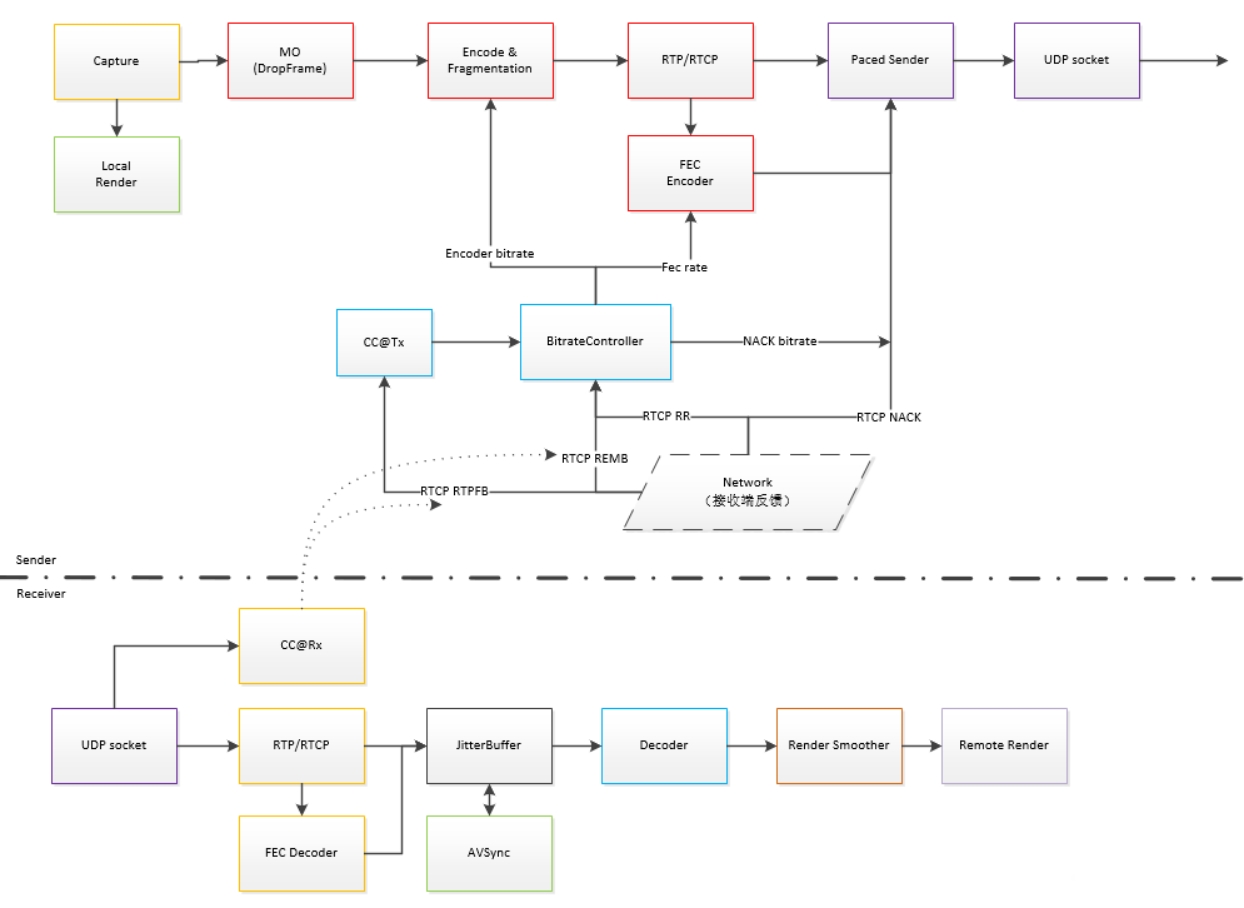 Capture
MO
(DropFrame)
Encode &
Fragmentation
RTP/RTCP
Paced Sender
UDP socket
Local
Render
FEC
Encoder
Encoder bitrate
Fec rate
CC@Tx
BitrateController
NACK bitrate
RTCP RR
RTCP NACK
RTCP REMB
RTCP RTPFB
Network
（接收端反馈）
Sender
Receiver
CC@Rx
UDP socket
RTP/RTCP
JitterBuffer
Decoder
Render Smoother
Remote Render
FEC Decoder
AVSync